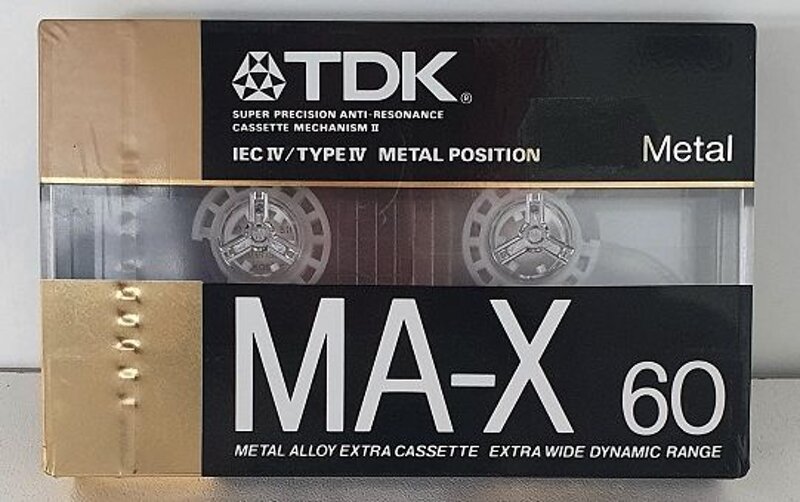 TDK®
SUPER PRECISION ANTI-RESONANCE
CASSETTE MECHANISM II
IEC IV/TYPE IV METAL POSITION
Metal
MA-X 60
METAL ALLOY EXTRA CASSETTE EXTRA WIDE DYNAMIC RANGE